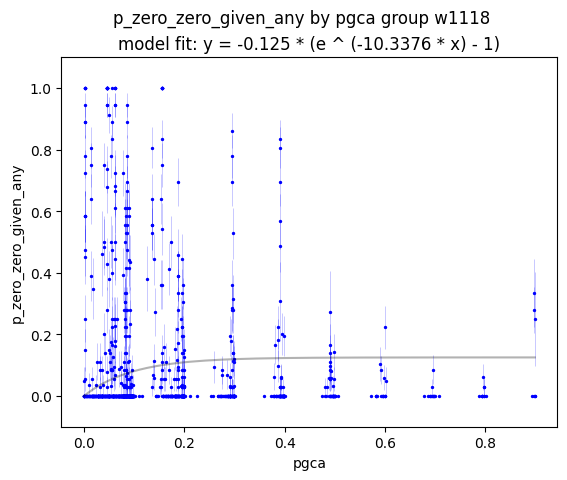 p_zero_zero_given_any by pgca group w1118
model fit: y = -0.125 * (e ^ (-10.3376 * x) - 1)
p_zero_zero_given_any
1.0
0.8
0.6
0.4
0.2
0.0
0.0 0.2 0.4 0.6 0.8
pgca